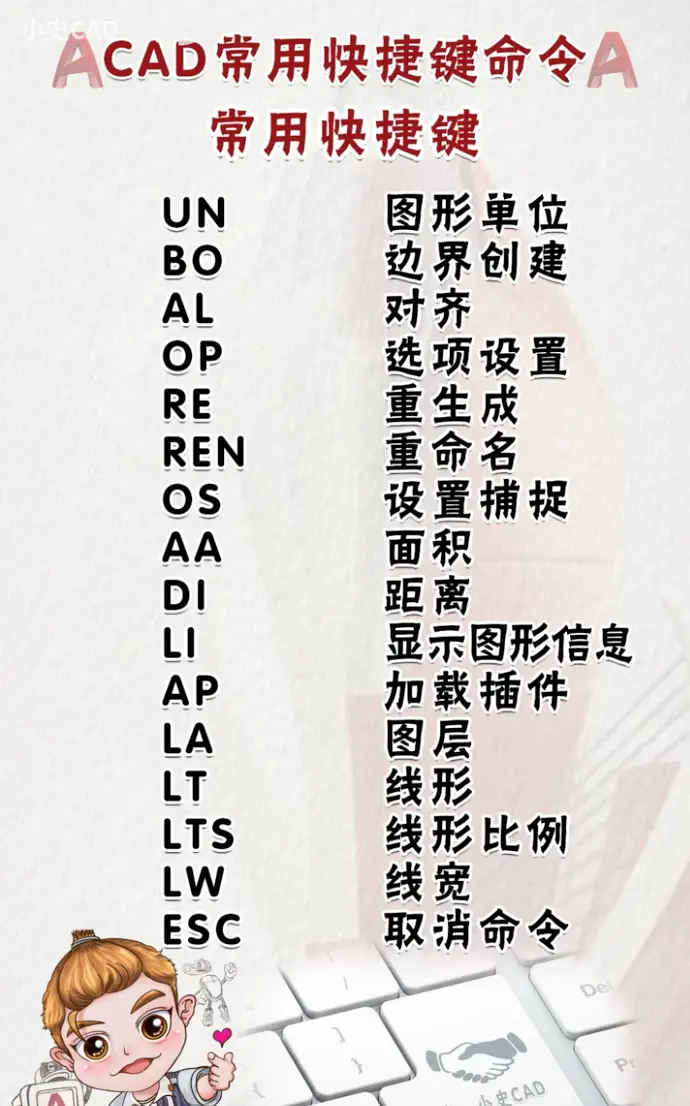 小史CAD
A CAD常用快捷键命令 A
常用快捷键
UN 图形单位
BO 边界创建
AL 对齐
OP 选项设置
RE 重生成
REN 重命名
OS 设置捕捉
AA 面积
DI 距离
LI 显示图形信息
AP 加载插件
LA 图层
LT 线形
LTS 线形比例
LW 线宽
ESC 取消命令
Del
小史CAD
A